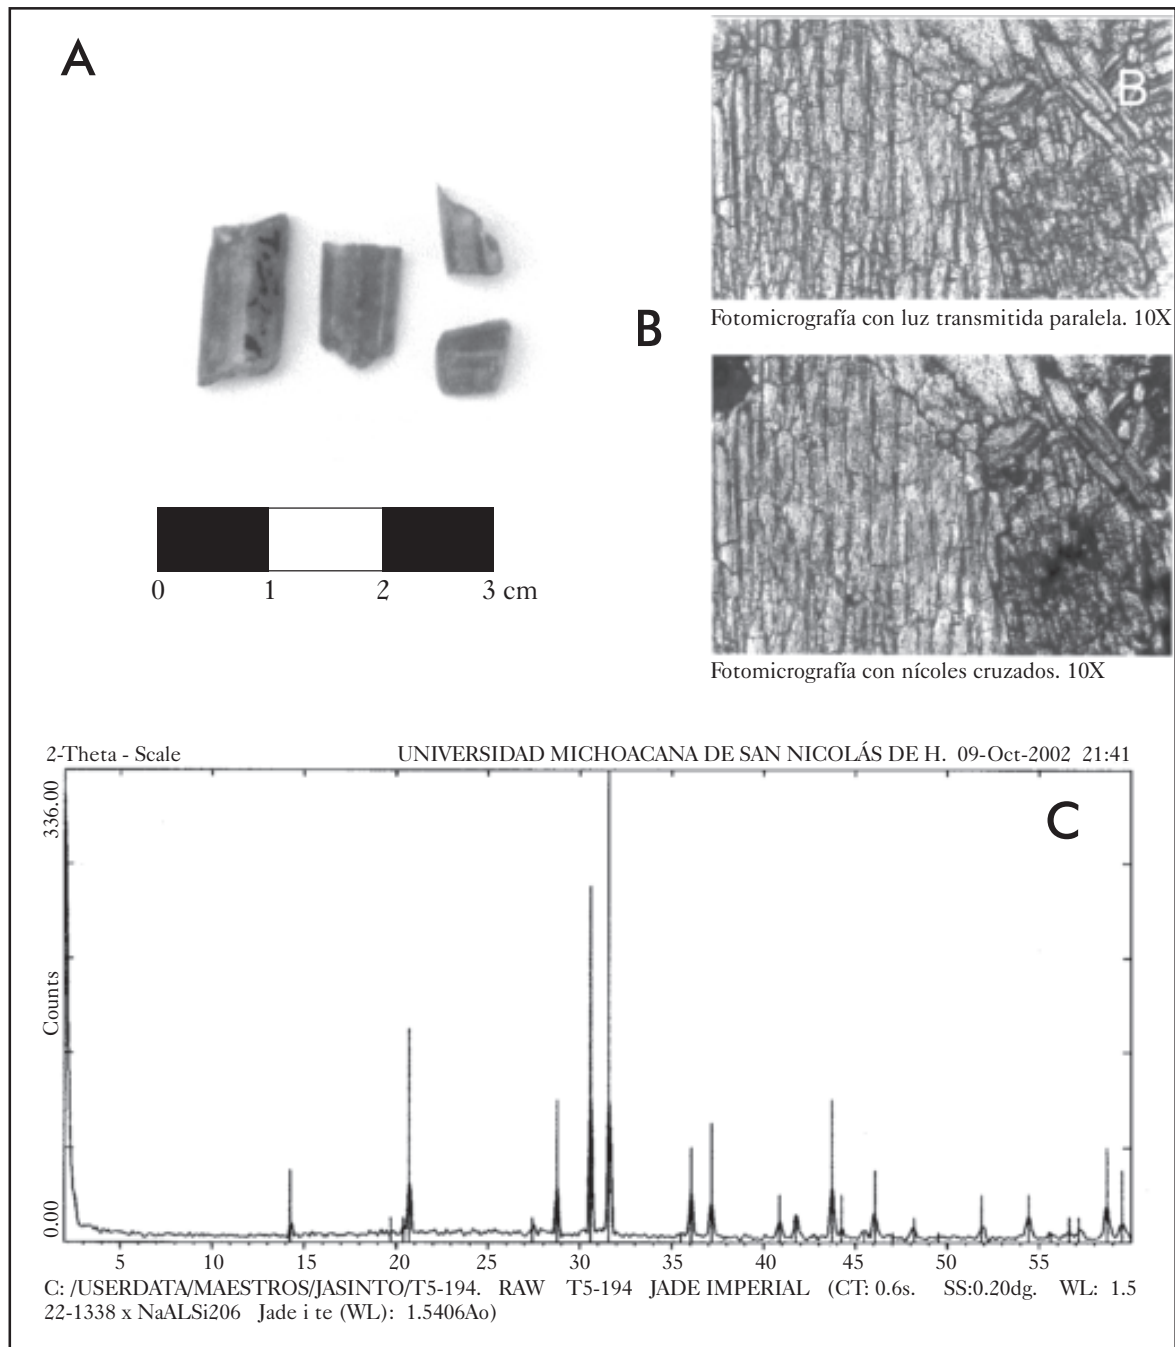 A
B
Fotomicrografía con luz transmitida paralela. 10X
B
Fotomicrografía con nícoles cruzados. 10X
0 1 2 3 cm
2-Theta - Scale UNIVERSIDAD MICHOACANA DE SAN NICOLÁS DE H. 09-Oct-2002 21:41
336.00
C
Counts
0.00
5 10 15 20 25 30 35 40 45 50 55
C: /USERDATA/MAESTROS/JASINTO/T5-194. RAW T5-194 JADE IMPERIAL (CT: 0.6s. SS:0.20dg. WL: 1.5
22-1338 x NaALSi206 Jade i te (WL): 1.5406Ao)